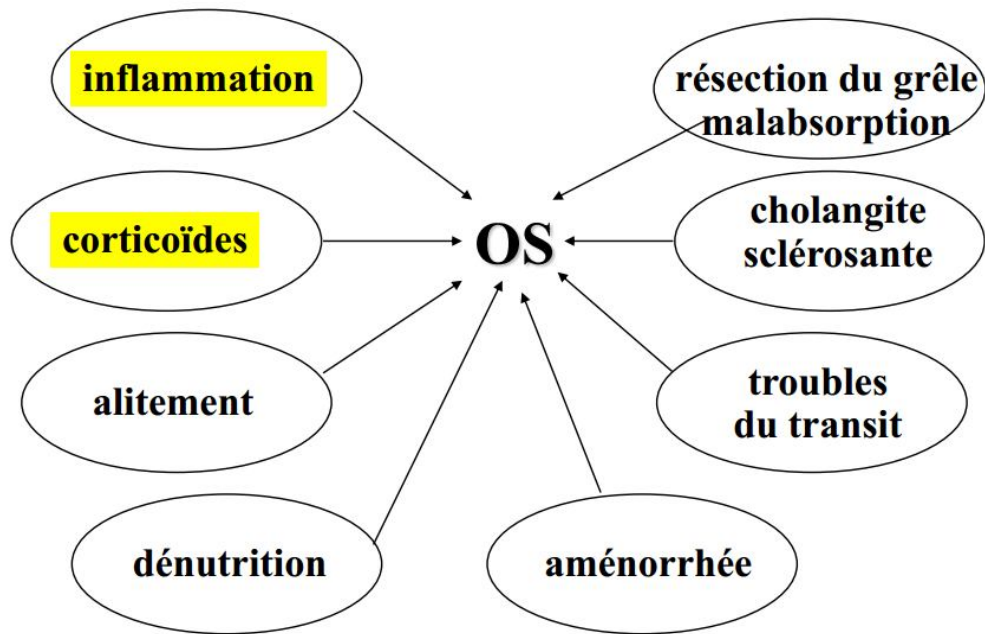 inflammation
résection du grêle
malabsorption
corticoïdes
OS
cholangite
sclérosante
alitement
troubles
du transit
dénutrition
aménorrhée